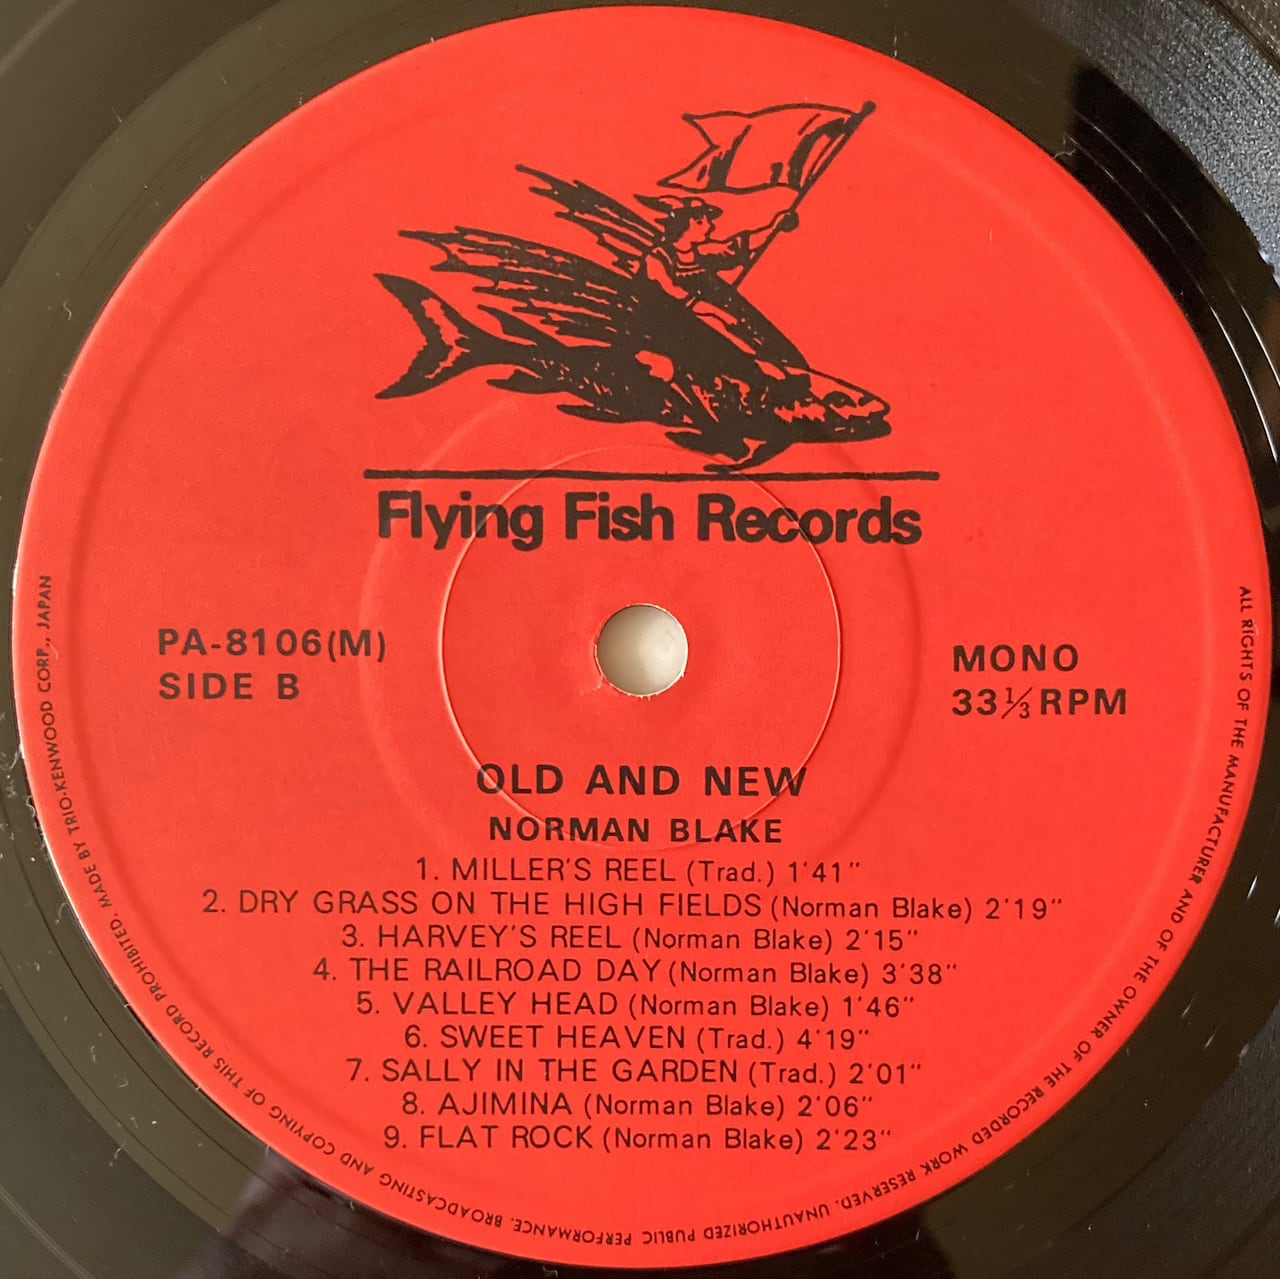 Flying Fish Records
PA-8106(M)
SIDE B
MONO
33 1/3 RPM
OLD AND NEW
NORMAN BLAKE
1. MILLER'S REEL (Trad.) 1'41"
2. DRY GRASS ON THE HIGH FIELDS (Norman Blake) 2'19"
3. HARVEY'S REEL (Norman Blake) 2'15"
4. THE RAILROAD DAY (Norman Blake) 3'38"
5. VALLEY HEAD (Norman Blake) 1'46"
6. SWEET HEAVEN (Trad.) 4'19"
7. SALLY IN THE GARDEN (Trad.) 2'01"
8. AJIMINA (Norman Blake) 2'06"
9. FLAT ROCK (Norman Blake) 2'23"
ALL RIGHTS OF THE MANUFACTURER AND OF THE OWNER OF THE RECORDED WORK RESERVED. UNAUTHORIZED PUBLIC PERFORMANCE. BROADCASTING AND COPYING OF THIS RECORD PROHIBITED. MADE BY TRIO-KENWOOD CORP., JAPAN